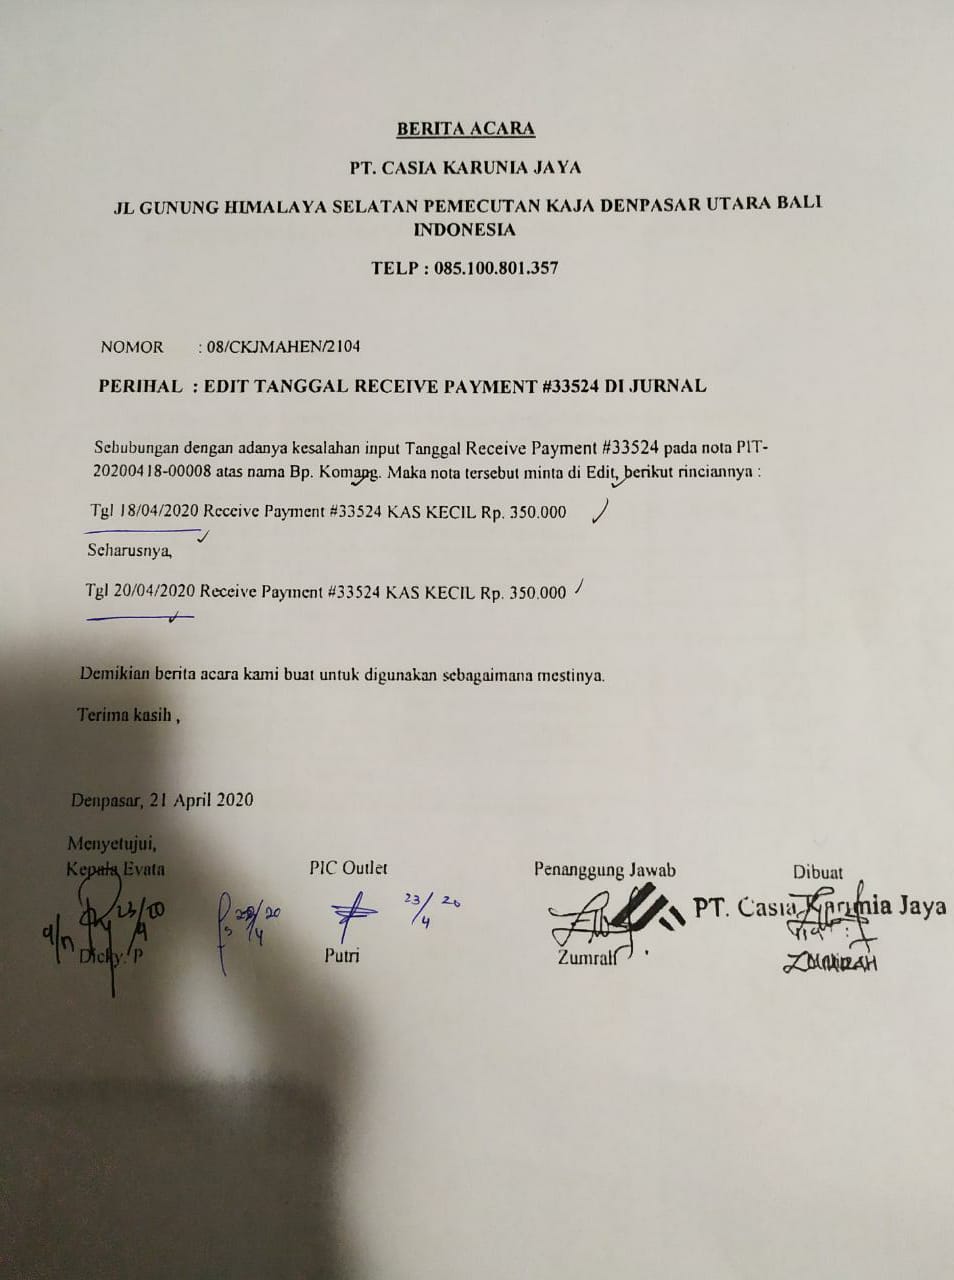 BERITA ACARA
PT. CASIA KARUNIA JAYA
JL GUNUNG HIMALAYA SELATAN PEMECUTAN KAJA DENPASAR UTARA BALI
INDONESIA
TELP : 085.100.801.357
NOMOR : 08/CKJMAHEN/2104
PERIHAL : EDIT TANGGAL RECEIVE PAYMENT #33524 DI JURNAL
Sehubungan dengan adanya kesalahan input Tanggal Receive Payment #33524 pada nota PIT-
20200418-00008 atas nama Bp. Komang. Maka nota tersebut minta di Edit, berikut rinciannya :
Tgl 18/04/2020 Receive Payment #33524 KAS KECIL Rp. 350.000
Seharusnya,
Tgl 20/04/2020 Receive Payment #33524 KAS KECIL Rp. 350.000
Demikian berita acara kami buat untuk digunakan sebagaimana mestinya.
Terima kasih ,
Denpasar, 21 April 2020
Menyetujui,
Kepala Evata PIC Outlet Penanggung Jawab Dibuat
23/4 20 PT. Casia Karunia Jaya
Dicky. P Putri Zumrah ZUMRAH